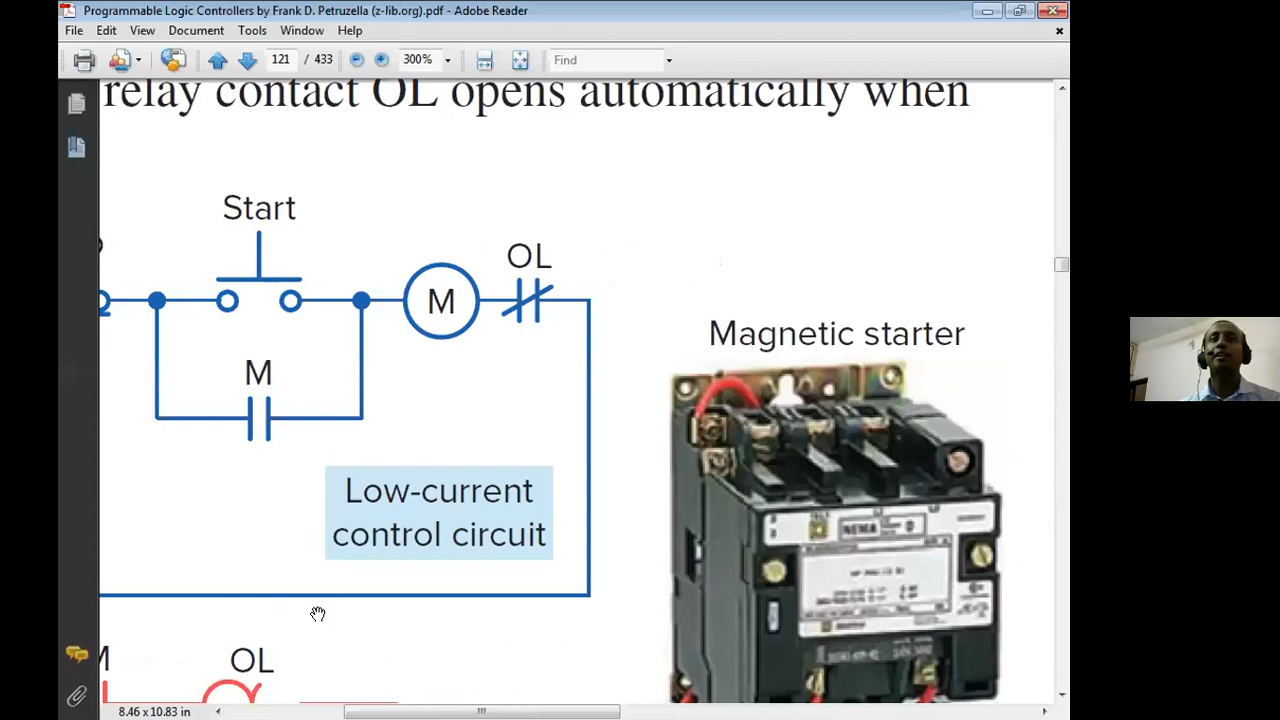 Programmable Logic Controllers by Frank D. Petruzella (z-lib.org).pdf - Adobe Reader
File Edit View Document Tools Window Help
121 / 433 300% Find
relay contact OL opens automatically when
Start
OL
M
M
Magnetic starter
Low-current
control circuit
NEMA 0
M
OL
8.46 x 10.83 in